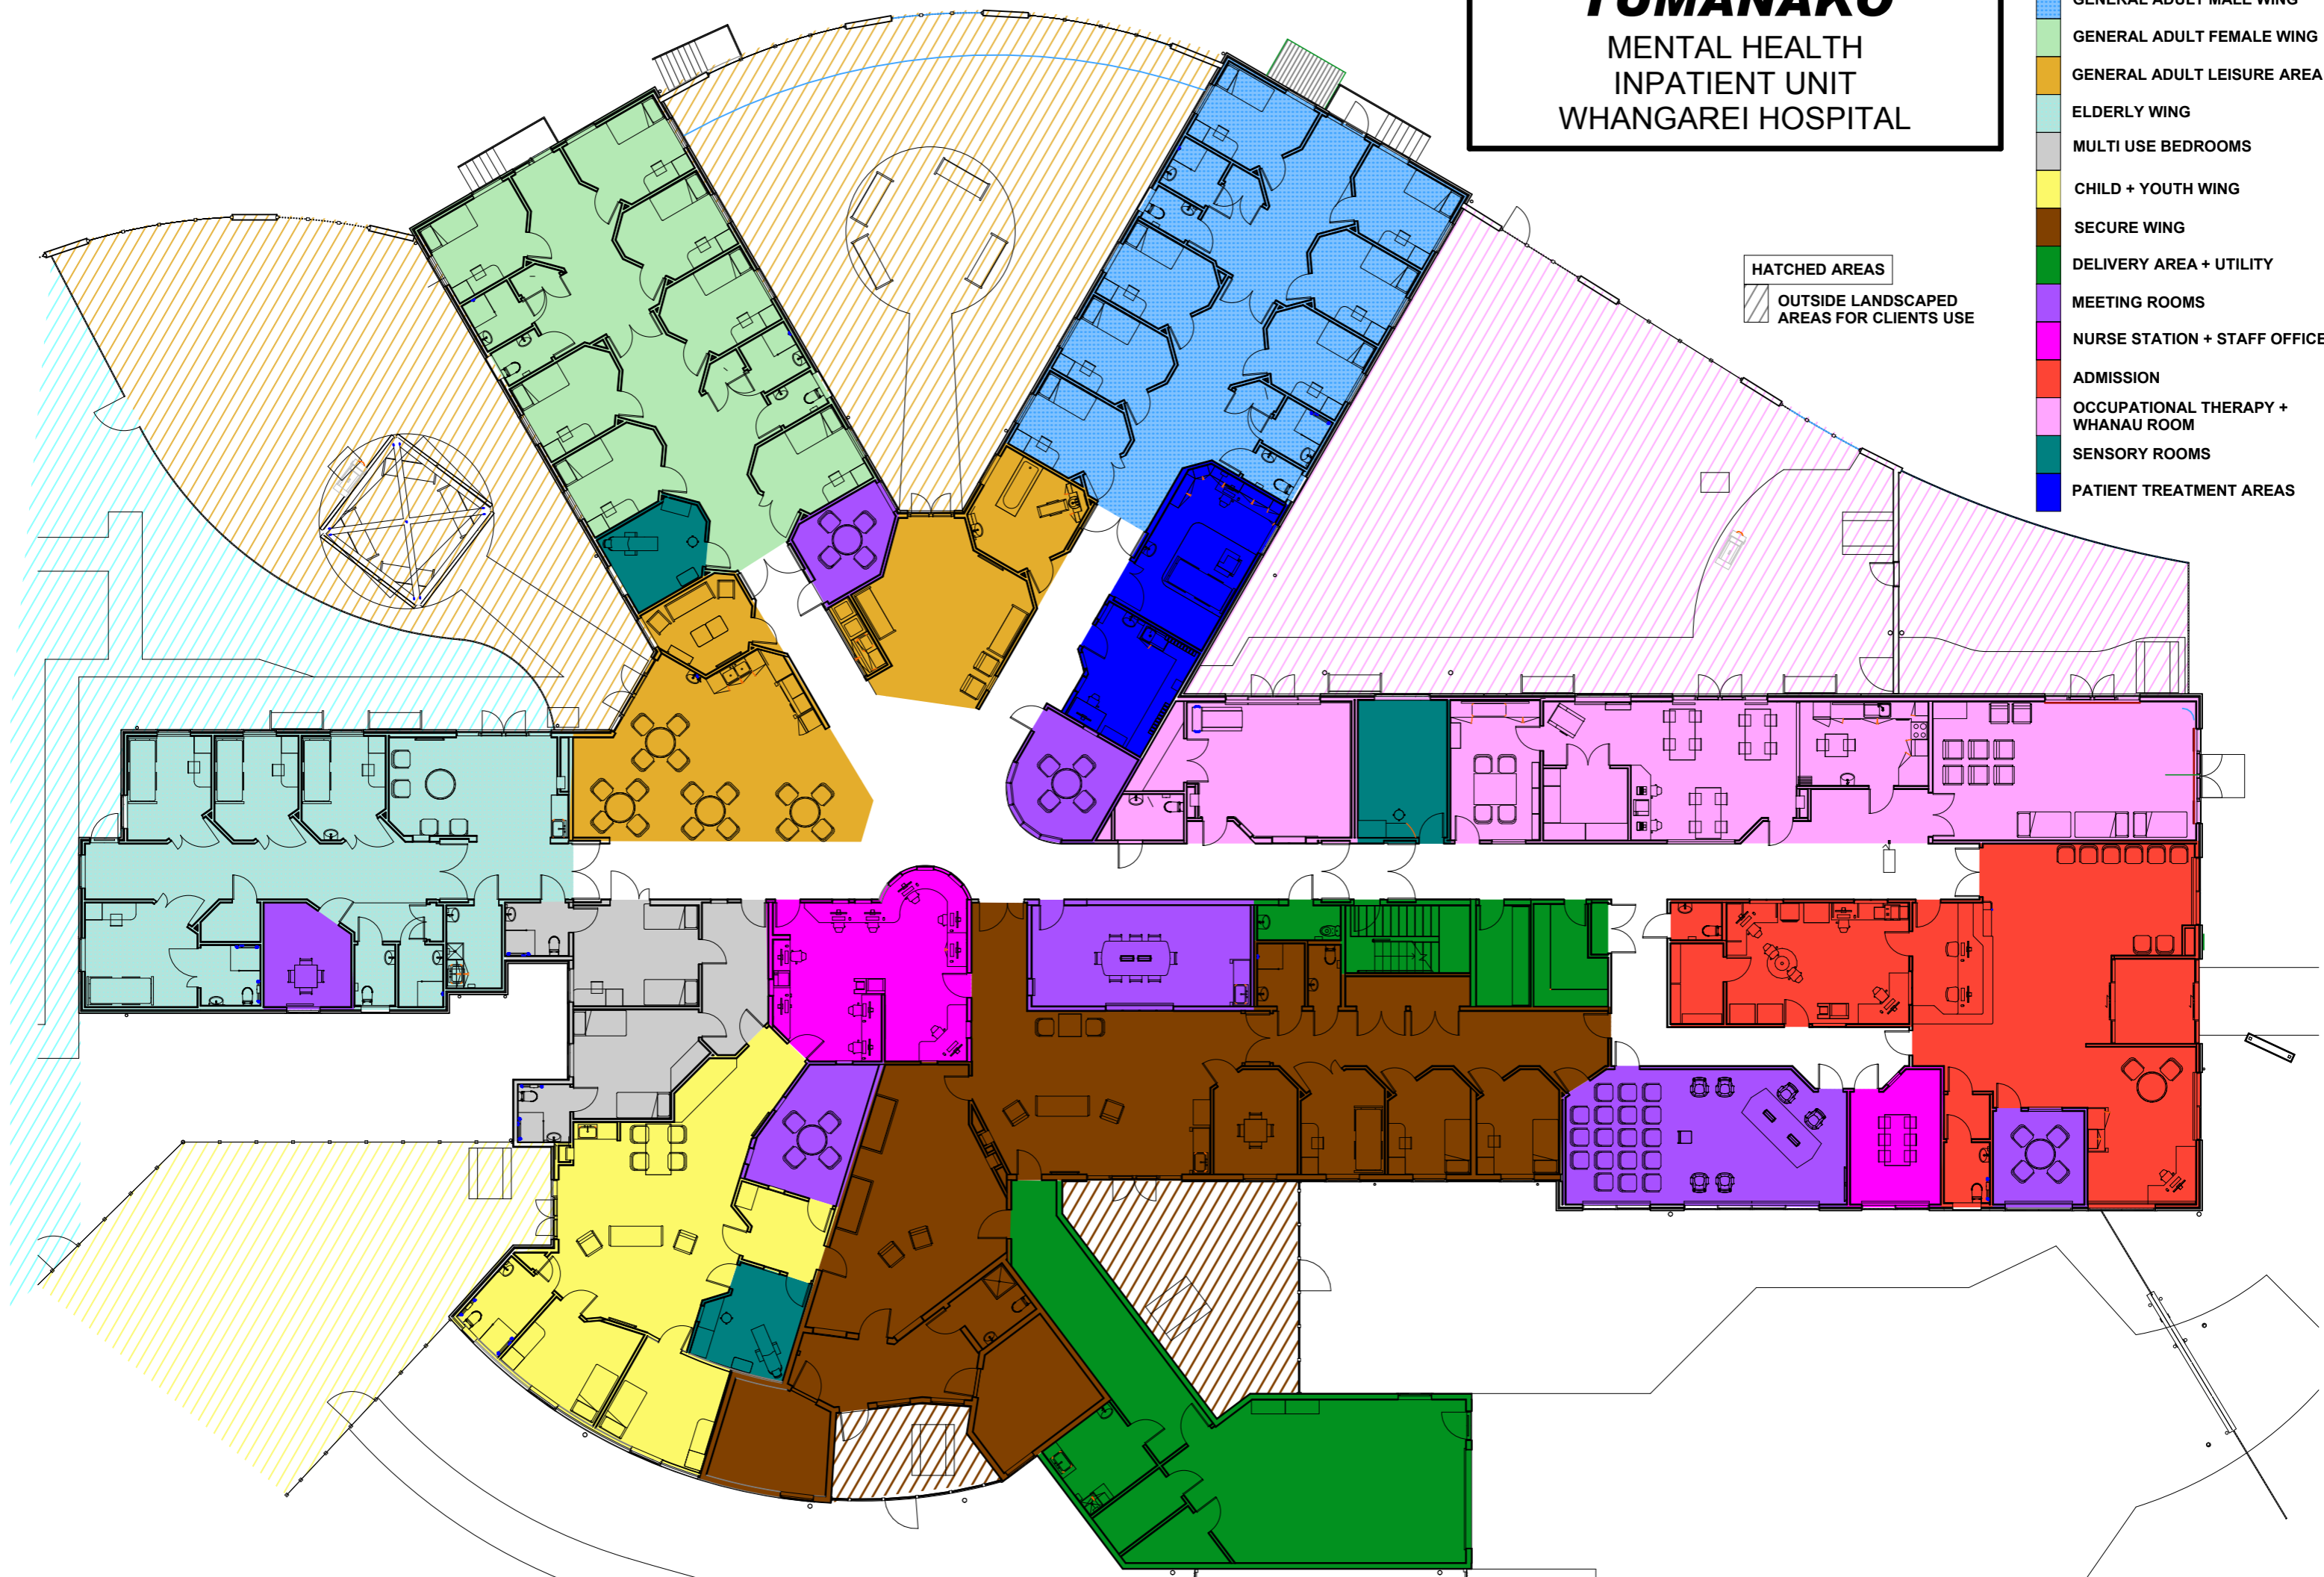 TUMANAKO
MENTAL HEALTH
INPATIENT UNIT
WHANGAREI HOSPITAL
GENERAL ADULT MALE WING
GENERAL ADULT FEMALE WING
GENERAL ADULT LEISURE AREA
ELDERLY WING
MULTI USE BEDROOMS
CHILD + YOUTH WING
SECURE WING
DELIVERY AREA + UTILITY
MEETING ROOMS
NURSE STATION + STAFF OFFICE
ADMISSION
OCCUPATIONAL THERAPY +
WHANAU ROOM
SENSORY ROOMS
PATIENT TREATMENT AREAS
HATCHED AREAS
OUTSIDE LANDSCAPED
AREAS FOR CLIENTS USE